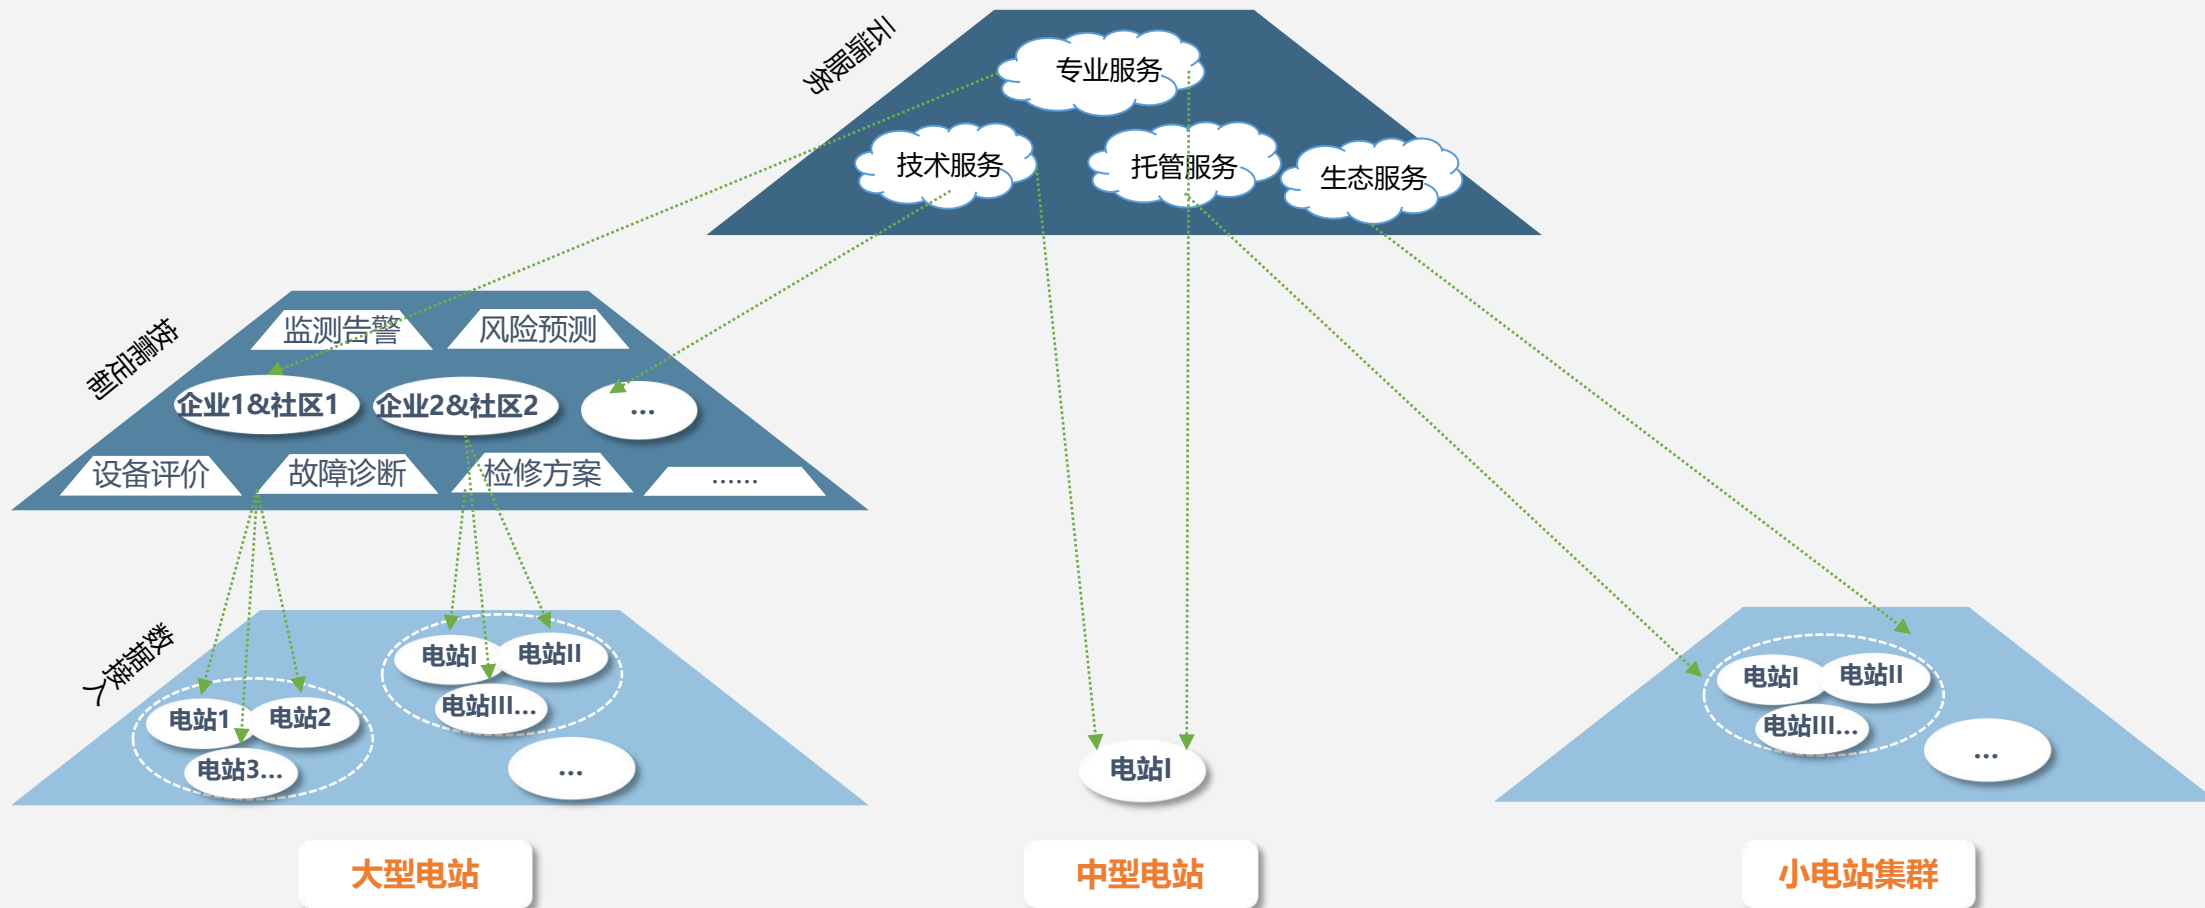 云端服务
专业服务
技术服务
托管服务
生态服务
按需定制
监测告警
风险预测
企业1&社区1
企业2&社区2
...
设备评价
故障诊断
检修方案
……
数据接入
电站I
电站II
电站III...
电站1
电站2
电站3...
...
电站I
电站I
电站II
电站III...
...
大型电站
中型电站
小电站集群